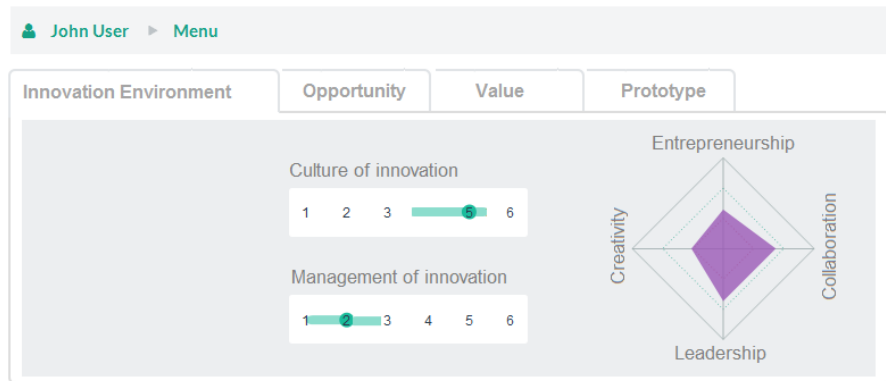 John User Menu
Innovation Environment Opportunity Value Prototype
Culture of innovation
1 2 3 5 6
Management of innovation
1 2 3 4 5 6
Entrepreneurship
Creativity
Collaboration
Leadership